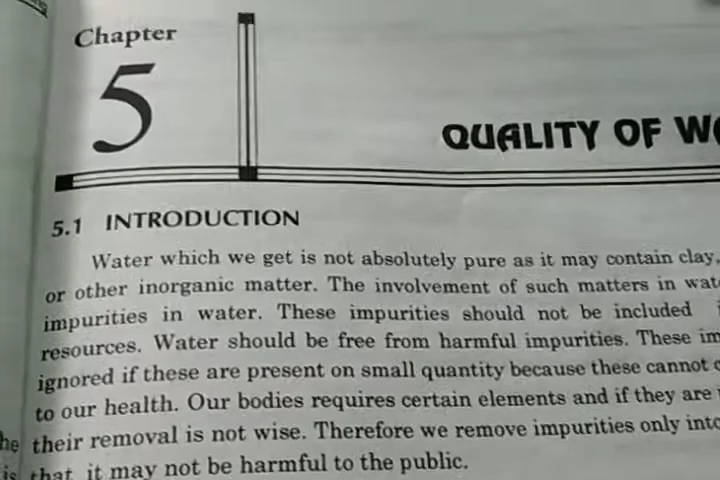 Chapter
5
QUALITY OF
5.1 INTRODUCTION
Water which we get is not absolutely pure as it may contain clay,
or other inorganic matter. The involvement of such matters in
impurities in water. These impurities should not be included
resources. Water should be free from harmful impurities. These
ignored if these are present on small quantity because these cannot
to our health. Our bodies requires certain elements and if they are
their removal is not wise. Therefore we remove impurities only
that it may not be harmful to the public.